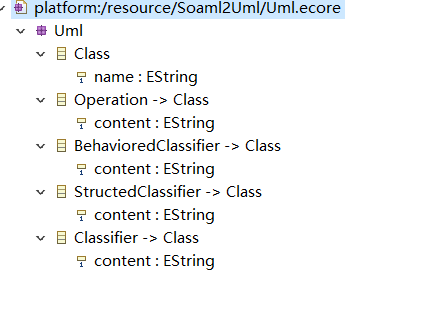 platform:/resource/Soaml2Uml/Uml.ecore
Uml
Class
name : EString
Operation -> Class
content : EString
BehavioredClassifier -> Class
content : EString
StructedClassifier -> Class
content : EString
Classifier -> Class
content : EString